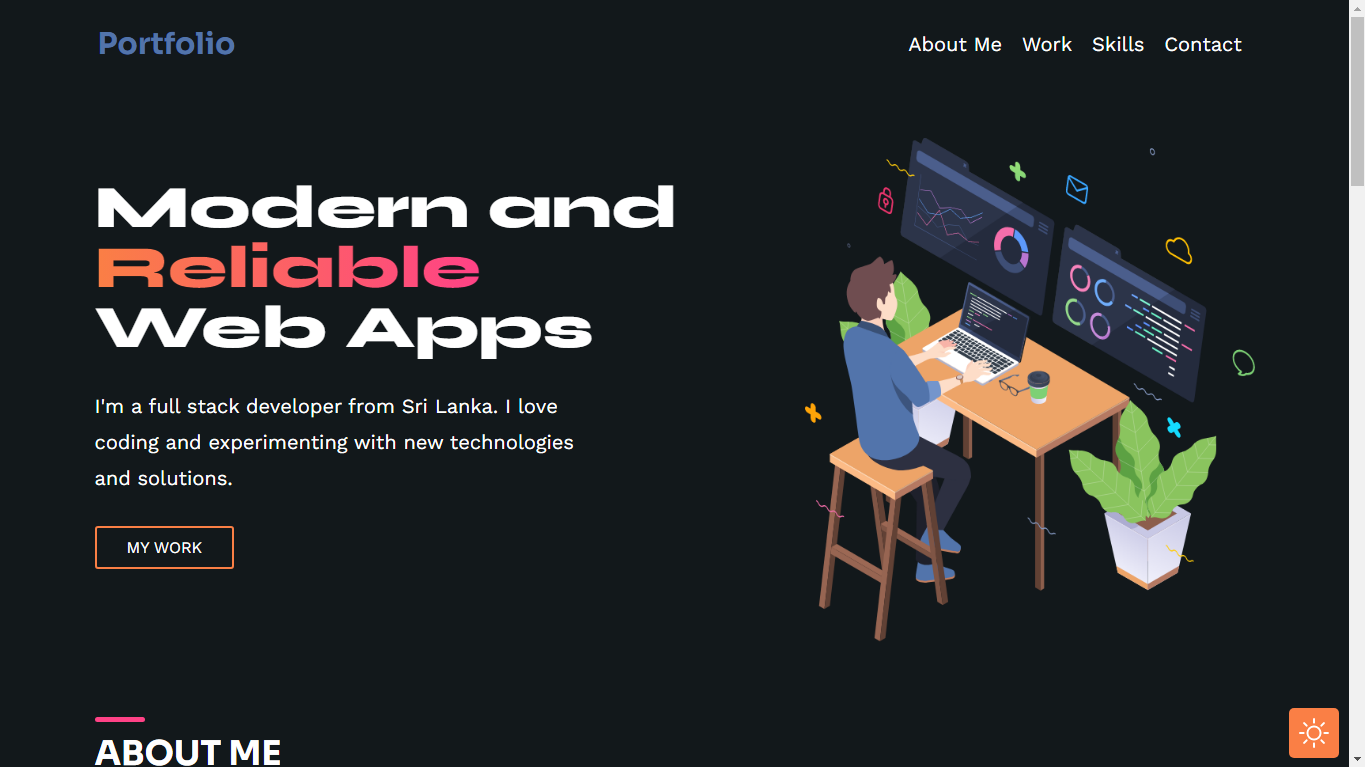 Portfolio
About Me Work Skills Contact
Modern and
Reliable
Web Apps
I'm a full stack developer from Sri Lanka. I love
coding and experimenting with new technologies
and solutions.
MY WORK
ABOUT ME